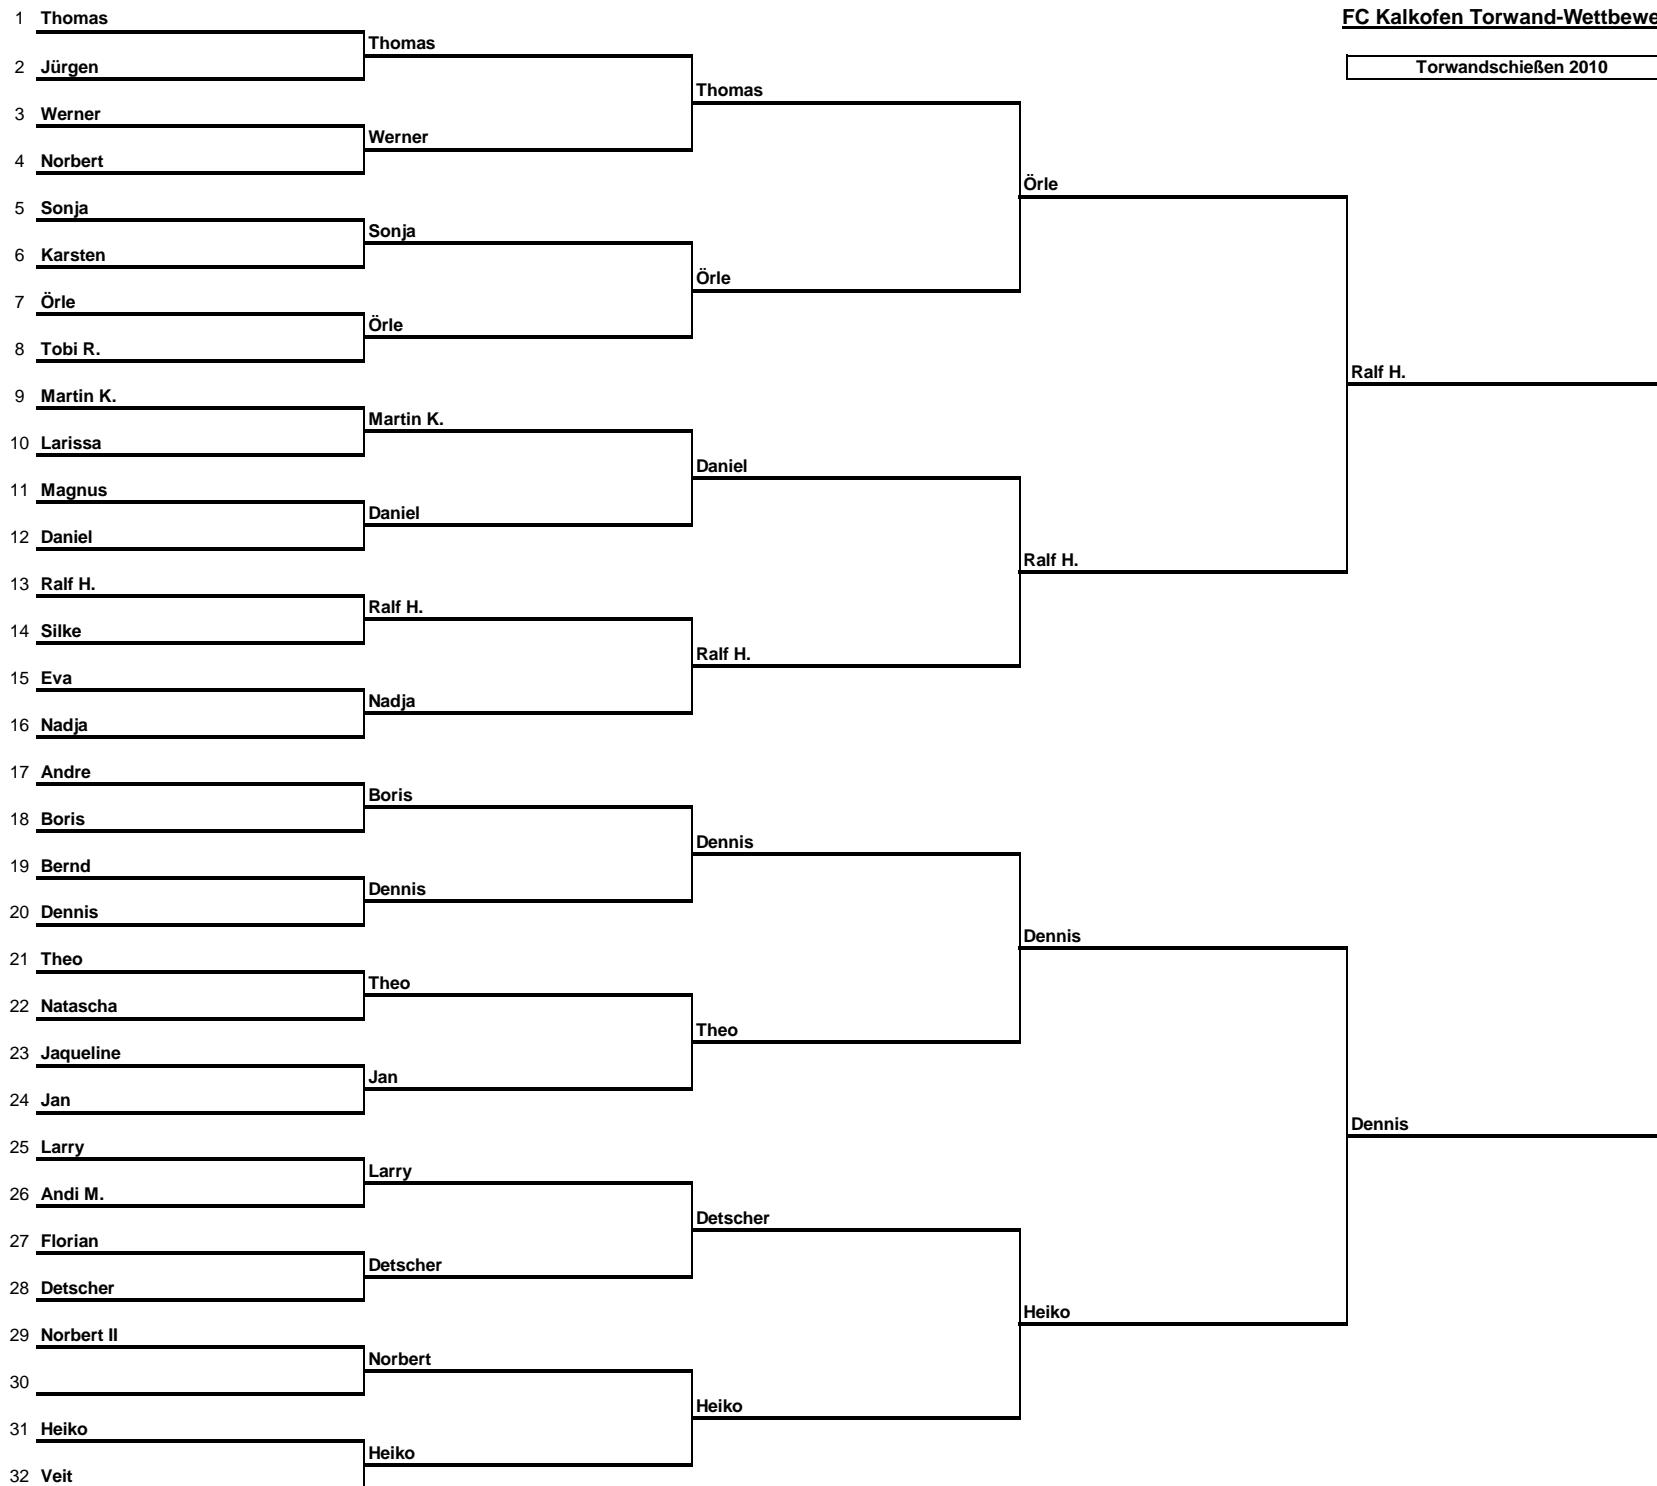 1 Thomas
FC Kalkofen Torwand-Wettbewe
Thomas
2 Jürgen
Torwandschießen 2010
Thomas
3 Werner
Werner
4 Norbert
Örle
5 Sonja
Sonja
6 Karsten
Örle
7 Örle
Örle
8 Tobi R.
Ralf H.
9 Martin K.
Martin K.
10 Larissa
Daniel
11 Magnus
Daniel
12 Daniel
Ralf H.
13 Ralf H.
Ralf H.
14 Silke
Ralf H.
15 Eva
Nadja
16 Nadja
17 Andre
Boris
18 Boris
Dennis
19 Bernd
Dennis
20 Dennis
Dennis
21 Theo
Theo
22 Natascha
Theo
23 Jaqueline
Jan
24 Jan
Dennis
25 Larry
Larry
26 Andi M.
Detscher
27 Florian
Detscher
28 Detscher
Heiko
29 Norbert II
Norbert
30
Heiko
31 Heiko
Heiko
32 Veit